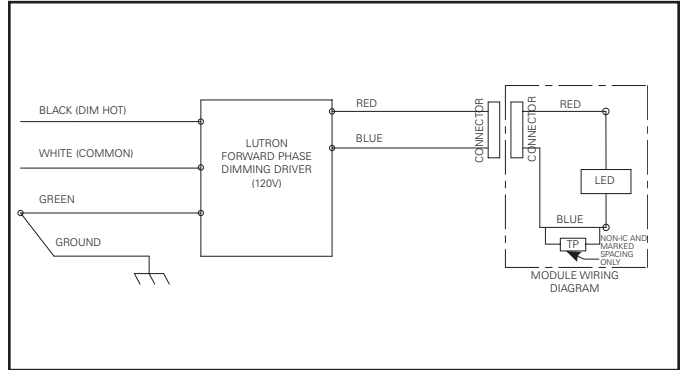 BLACK (DIM HOT)
WHITE (COMMON)
GREEN
GROUND
LUTRON
FORWARD PHASE
DIMMING DRIVER
(120V)
RED
BLUE
CONNECTOR
CONNECTOR
RED
LED
BLUE
TP
NON-IC AND
MARKED
SPACING
ONLY
MODULE WIRING
DIAGRAM